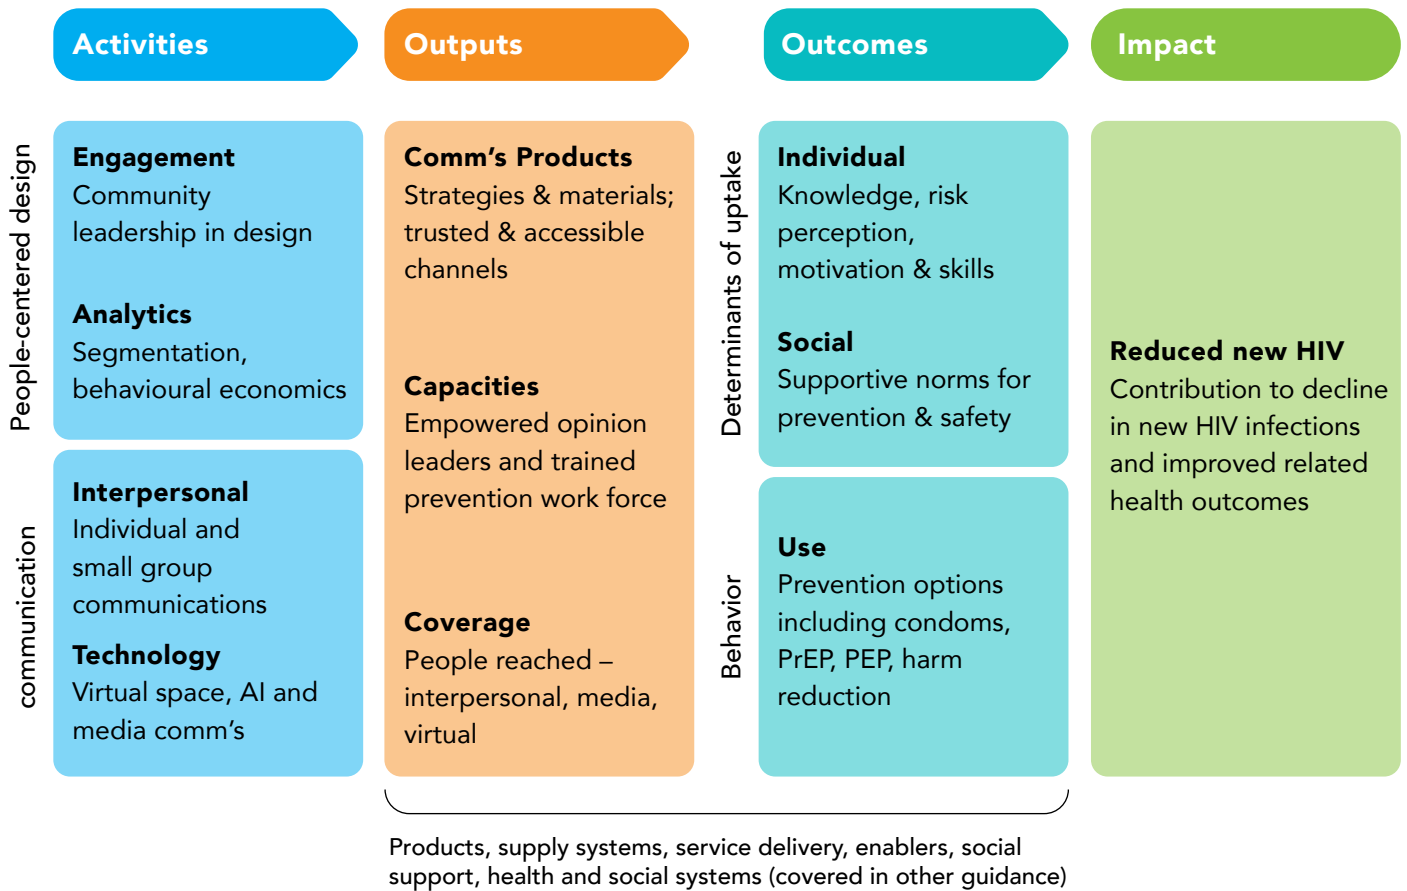 Activities
Outputs
Outcomes
Impact
People-centered design
Engagement
Community
leadership in design
Analytics
Segmentation,
behavioural economics
communication
Interpersonal
Individual and
small group
communications
Technology
Virtual space, AI and
media comm’s
Comm’s Products
Strategies & materials;
trusted & accessible
channels
Capacities
Empowered opinion
leaders and trained
prevention work force
Coverage
People reached –
interpersonal, media,
virtual
Determinants of uptake
Individual
Knowledge, risk
perception,
motivation & skills
Social
Supportive norms for
prevention & safety
Behavior
Use
Prevention options
including condoms,
PrEP, PEP, harm
reduction
Reduced new HIV
Contribution to decline
in new HIV infections
and improved related
health outcomes
Products, supply systems, service delivery, enablers, social
support, health and social systems (covered in other guidance)